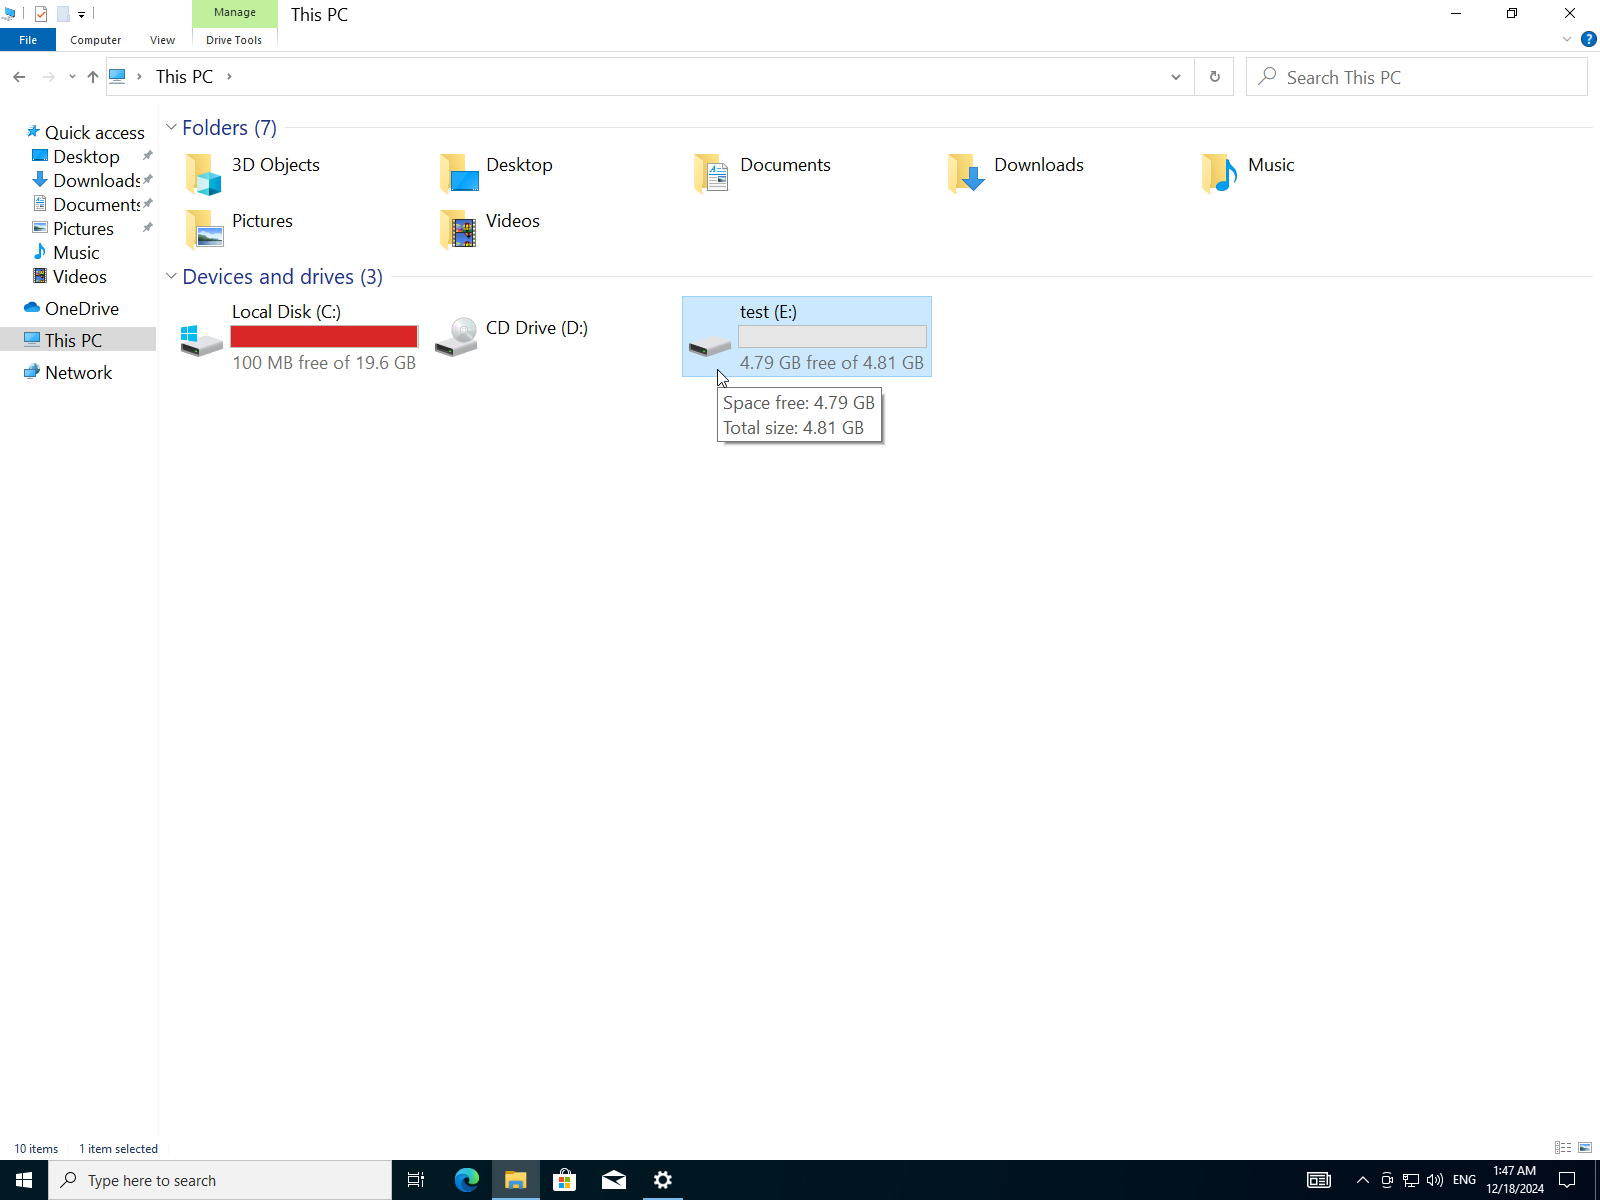 Manage
This PC
File
Computer
View
Drive Tools
This PC
Search This PC
Quick access
Desktop
Downloads
Documents
Pictures
Music
Videos
OneDrive
This PC
Network
Folders (7)
3D Objects
Desktop
Documents
Downloads
Music
Pictures
Videos
Devices and drives (3)
Local Disk (C:)
100 MB free of 19.6 GB
CD Drive (D:)
test (E:)
4.79 GB free of 4.81 GB
Space free: 4.79 GB
Total size: 4.81 GB
10 items
1 item selected
Type here to search
ENG
1:47 AM
12/18/2024